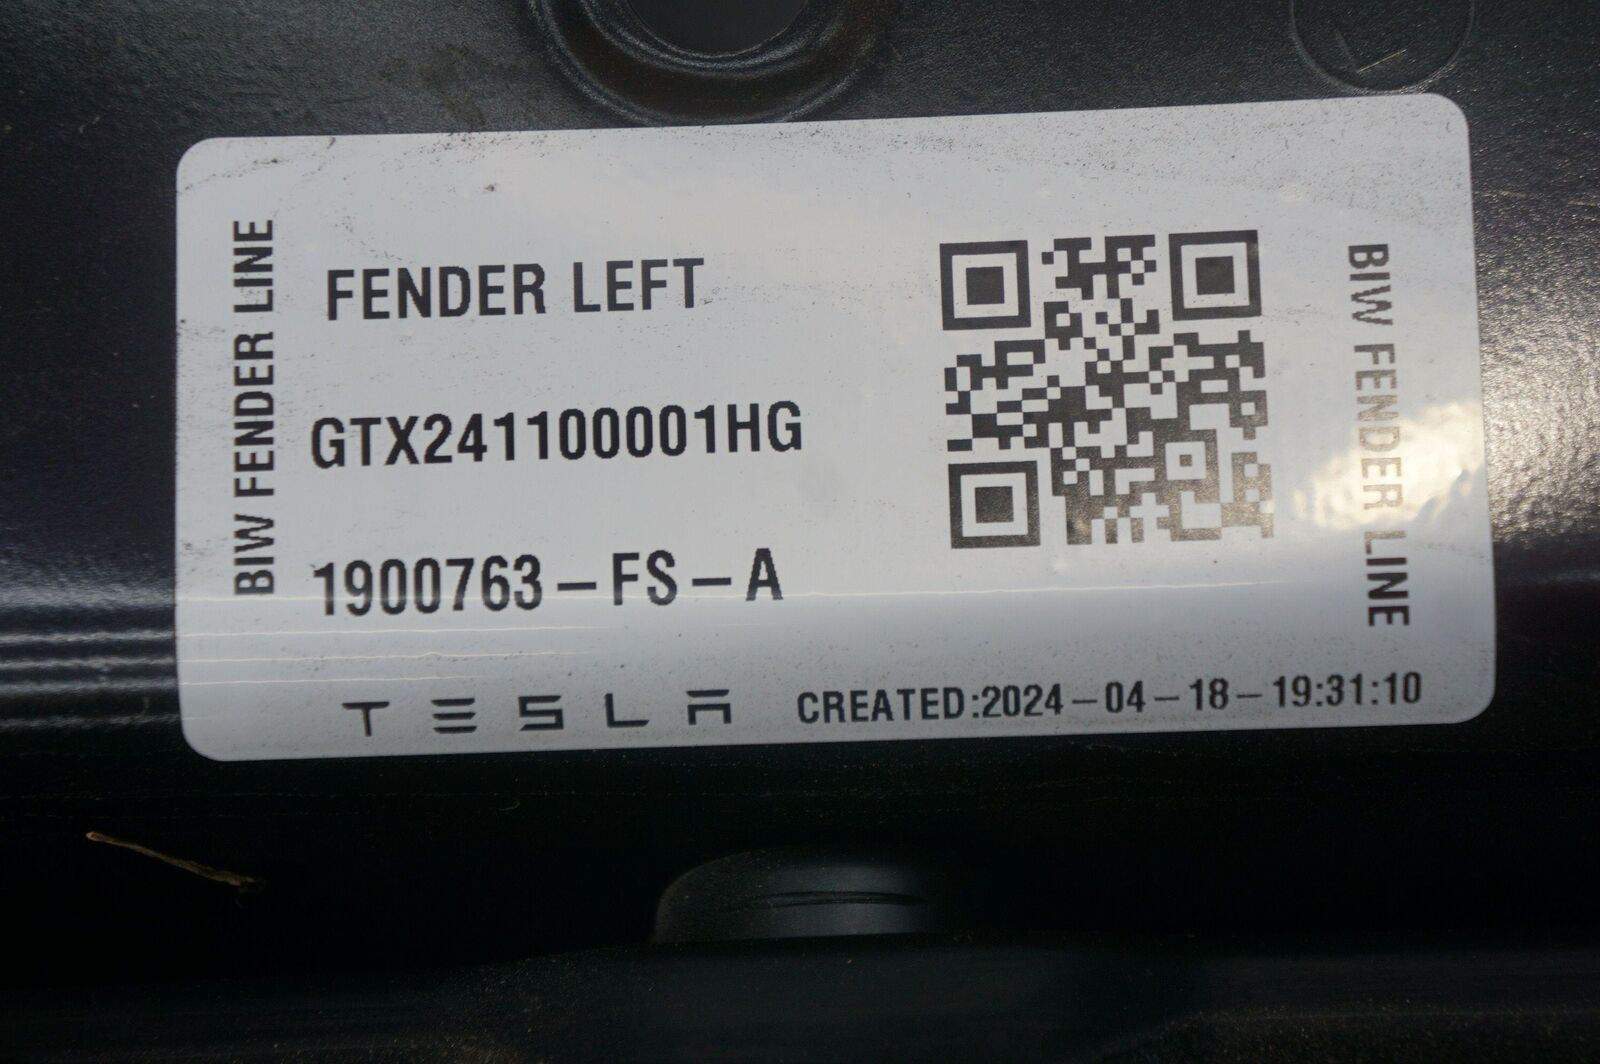 BIW FENDER LINE
FENDER LEFT
GTX241100001HG
1900763-FS-A
TESLA
CREATED:2024-04-18-19:31:10
BIW FENDER LINE